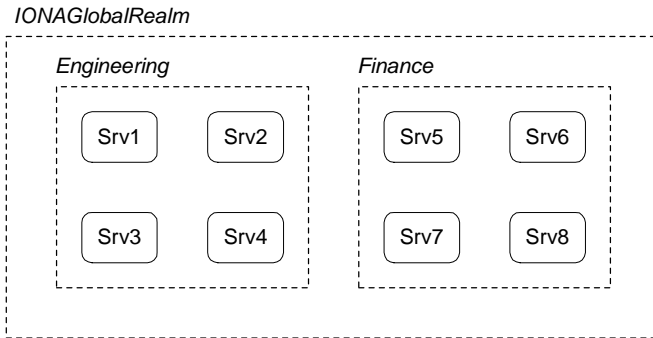 IONAGlobalRealm
Engineering
Finance
Srv1
Srv2
Srv5
Srv6
Srv3
Srv4
Srv7
Srv8